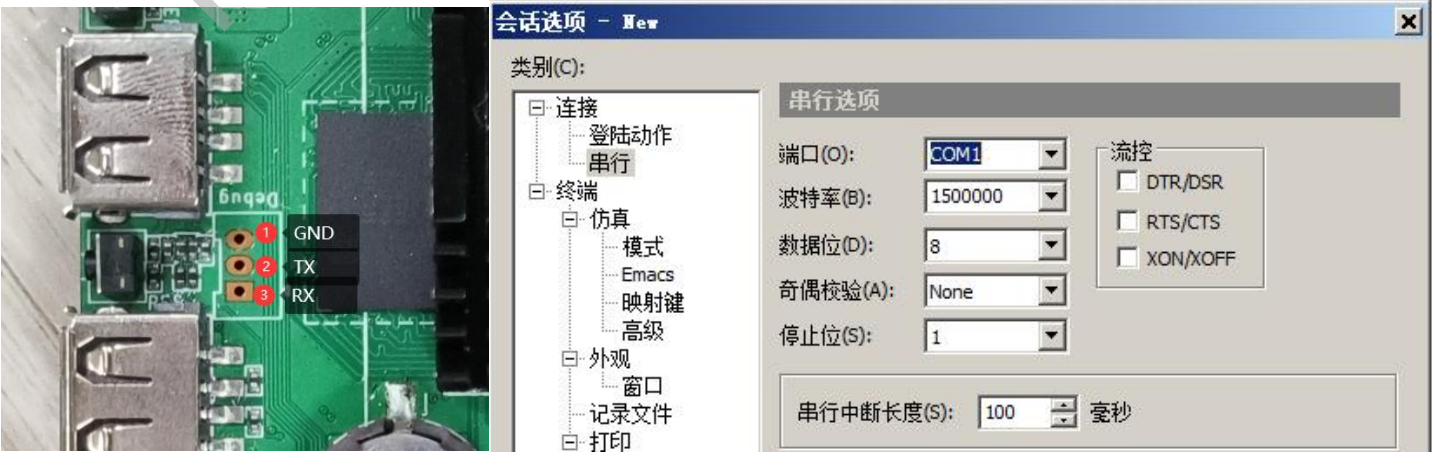 Debug
1 GND
2 TX
3 RX
会话选项 - New
类别(C):
连接
登陆动作
串行
终端
仿真
模式
Emacs
映射键
高级
外观
窗口
记录文件
打印
串行选项
端口(O): COM1
波特率(B): 1500000
数据位(D): 8
奇偶校验(A): None
停止位(S): 1
流控
DTR/DSR
RTS/CTS
XON/XOFF
串行中断长度(S): 100 毫秒